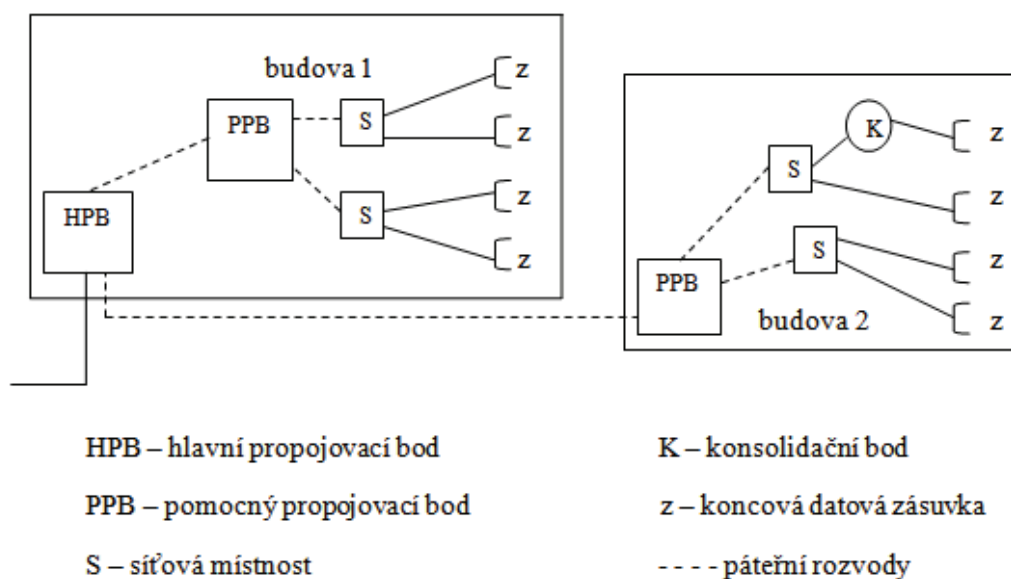 budova 1
z
PPB
S
z
HPB
S
z
z
K
z
S
z
S
z
PPB
budova 2
z
HPB – hlavní propojovací bod
K – konsolidační bod
PPB – pomocný propojovací bod
z – koncová datová zásuvka
S – síťová místnost
- - - - páteřní rozvody